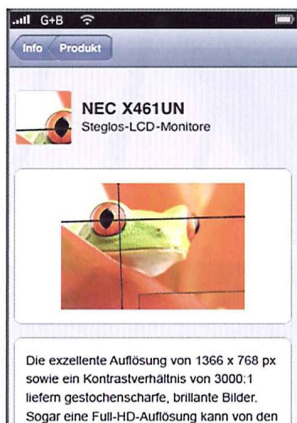 G+B
Info Produkt
NEC X461UN
Steglos-LCD-Monitore
Die exzellente Auflösung von 1366 x 768 px
sowie ein Kontrastverhältnis von 3000:1
liefern gestochenscharfe, brillante Bilder.
Sogar eine Full-HD-Auflösung kann von den